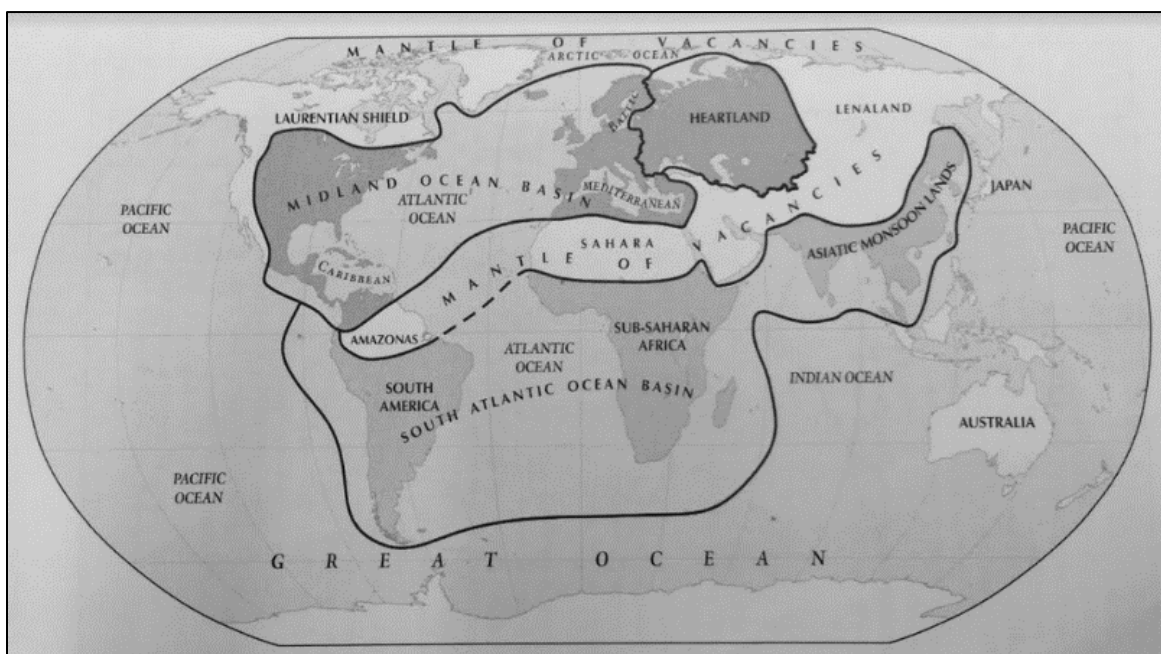 MANTLE OF VACANCIES
ARCTIC OCEAN
LAURENTIAN SHIELD
BALTIC
HEARTLAND
LENALAND
MIDLAND OCEAN BASIN
MEDITERRANEAN
ATLANTIC
OCEAN
PACIFIC
OCEAN
JAPAN
PACIFIC
OCEAN
ASIATIC MONSOON LANDS
SAHARA
MANTLE OF VACANCIES
CARIBBEAN
AMAZONAS
SUB-SAHARAN
AFRICA
ATLANTIC
OCEAN
INDIAN OCEAN
SOUTH
AMERICA
SOUTH ATLANTIC OCEAN BASIN
AUSTRALIA
PACIFIC
OCEAN
GREAT OCEAN